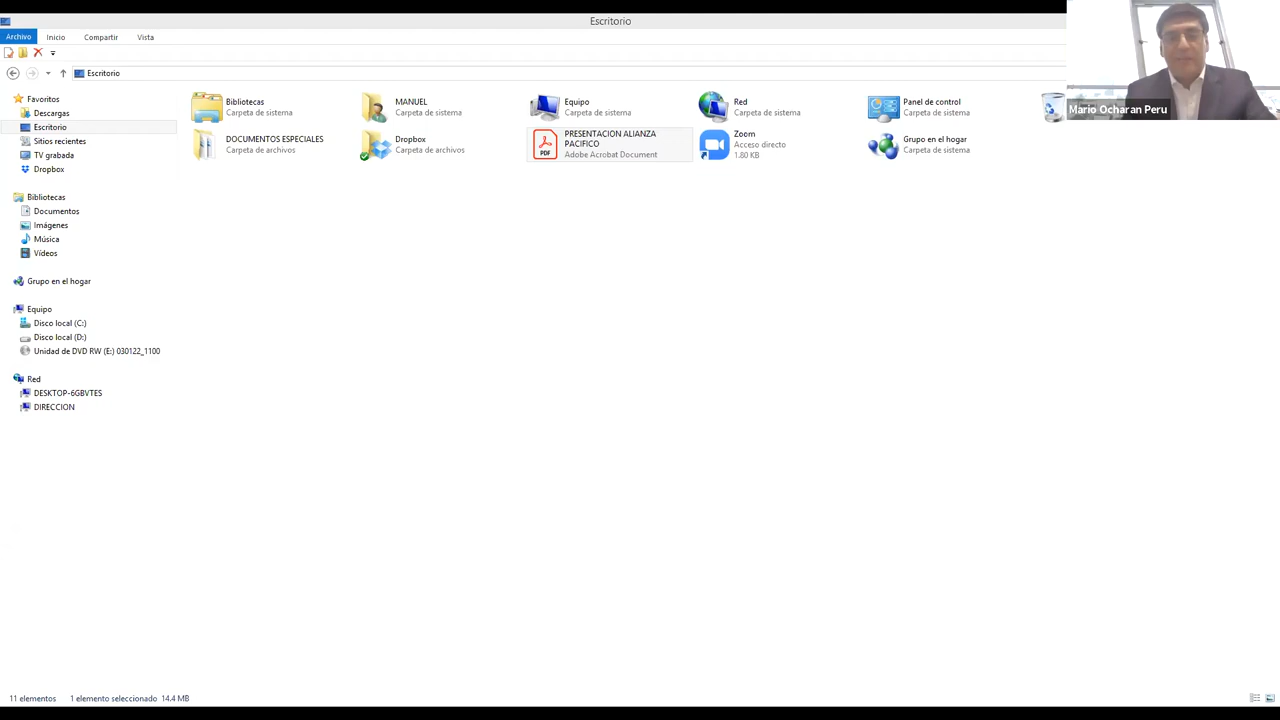 Escritorio
Archivo Inicio Compartir Vista
Escritorio
Favoritos
Descargas
Escritorio
Sitios recientes
TV grabada
Dropbox
Bibliotecas
Documentos
Imágenes
Música
Vídeos
Grupo en el hogar
Equipo
Disco local (C:)
Disco local (D:)
Unidad de DVD RW (E:) 030122_1100
Red
DESKTOP-6GBVTES
DIRECCION
Bibliotecas
Carpeta de sistema
MANUEL
Carpeta de sistema
Equipo
Carpeta de sistema
Red
Carpeta de sistema
Panel de control
Carpeta de sistema
DOCUMENTOS ESPECIALES
Carpeta de archivos
Dropbox
Carpeta de archivos
PDF
PRESENTACION ALIANZA
PACIFICO
Adobe Acrobat Document
Zoom
Acceso directo
1.80 KB
Grupo en el hogar
Carpeta de sistema
Mario Ocharan Peru
11 elementos 1 elemento seleccionado 14.4 MB